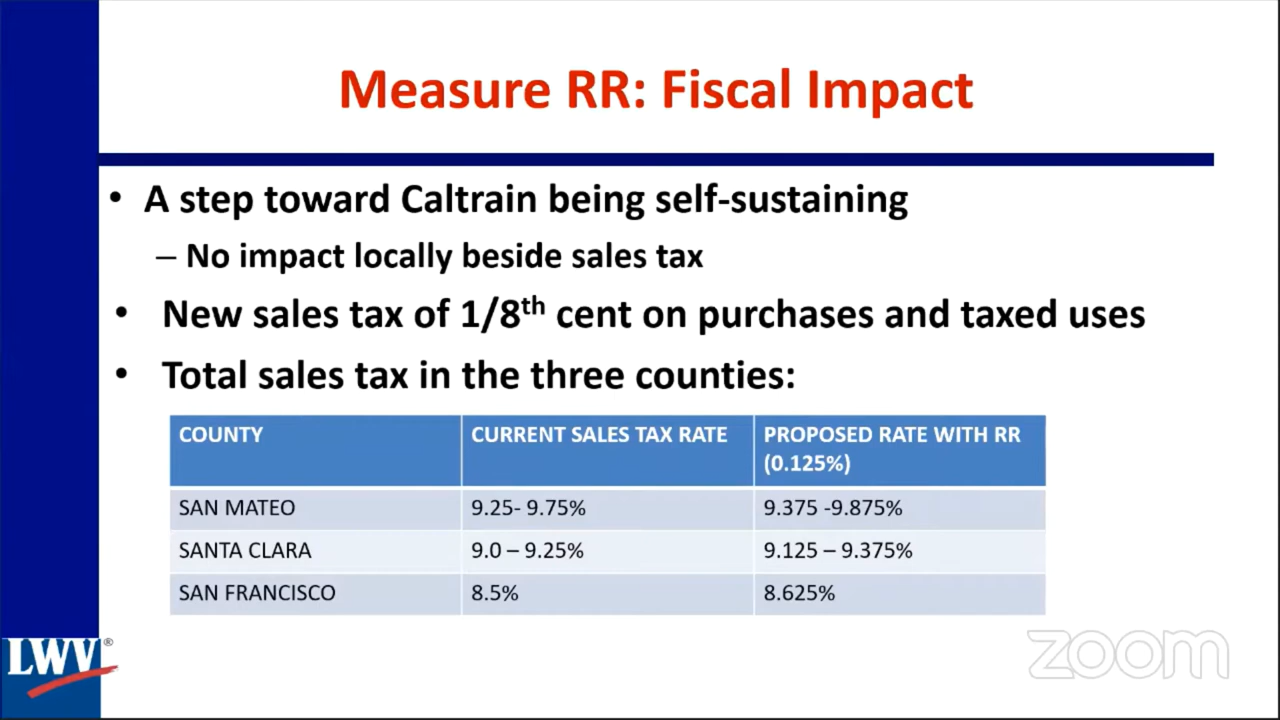 Measure RR: Fiscal Impact
• A step toward Caltrain being self-sustaining
– No impact locally beside sales tax
• New sales tax of 1/8th cent on purchases and taxed uses
• Total sales tax in the three counties:
COUNTY CURRENT SALES TAX RATE PROPOSED RATE WITH RR
(0.125%)
SAN MATEO 9.25- 9.75% 9.375 -9.875%
SANTA CLARA 9.0 – 9.25% 9.125 – 9.375%
SAN FRANCISCO 8.5% 8.625%
LWV®
zoom